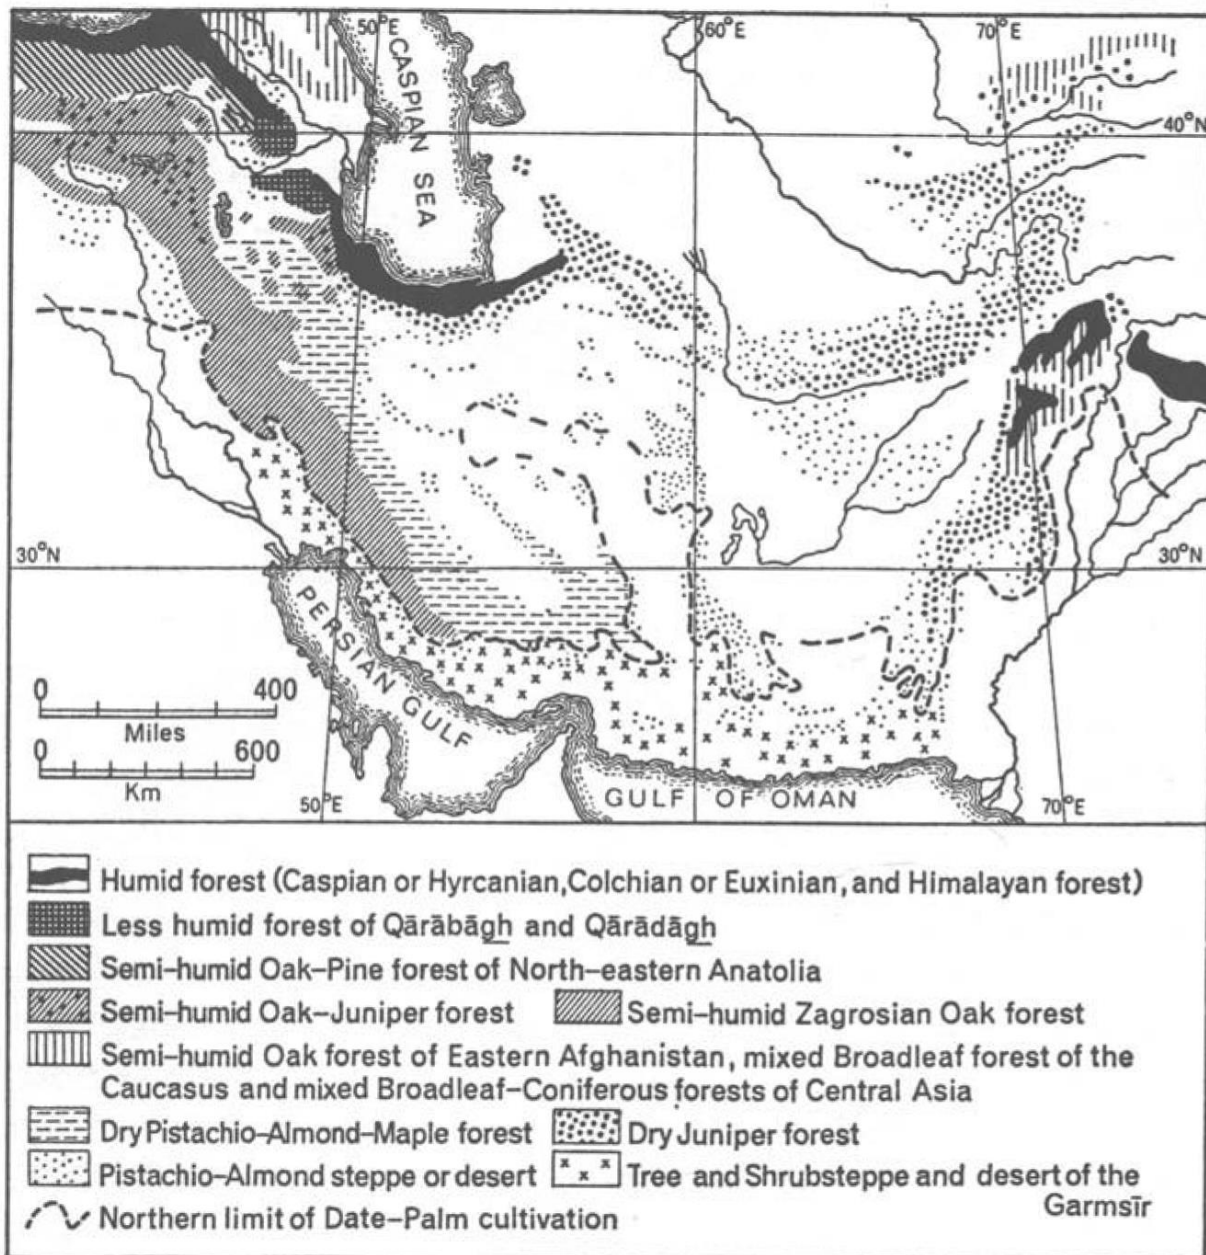 50°E
60°E
70°E
CASPIAN SEA
40°N
30°N
30°N
PERSIAN GULF
0 400
Miles
0 600
Km
50°E
GULF OF OMAN
70°E
Humid forest (Caspian or Hyrcanian, Colchian or Euxinian, and Himalayan forest)
Less humid forest of Qārābāgh and Qārādāgh
Semi-humid Oak-Pine forest of North-eastern Anatolia
Semi-humid Oak-Juniper forest
Semi-humid Zagrosian Oak forest
Semi-humid Oak forest of Eastern Afghanistan, mixed Broadleaf forest of the
Caucasus and mixed Broadleaf-Coniferous forests of Central Asia
Dry Pistachio-Almond-Maple forest
Dry Juniper forest
Pistachio-Almond steppe or desert
Tree and Shrubsteppe and desert of the
Garmsīr
Northern limit of Date-Palm cultivation